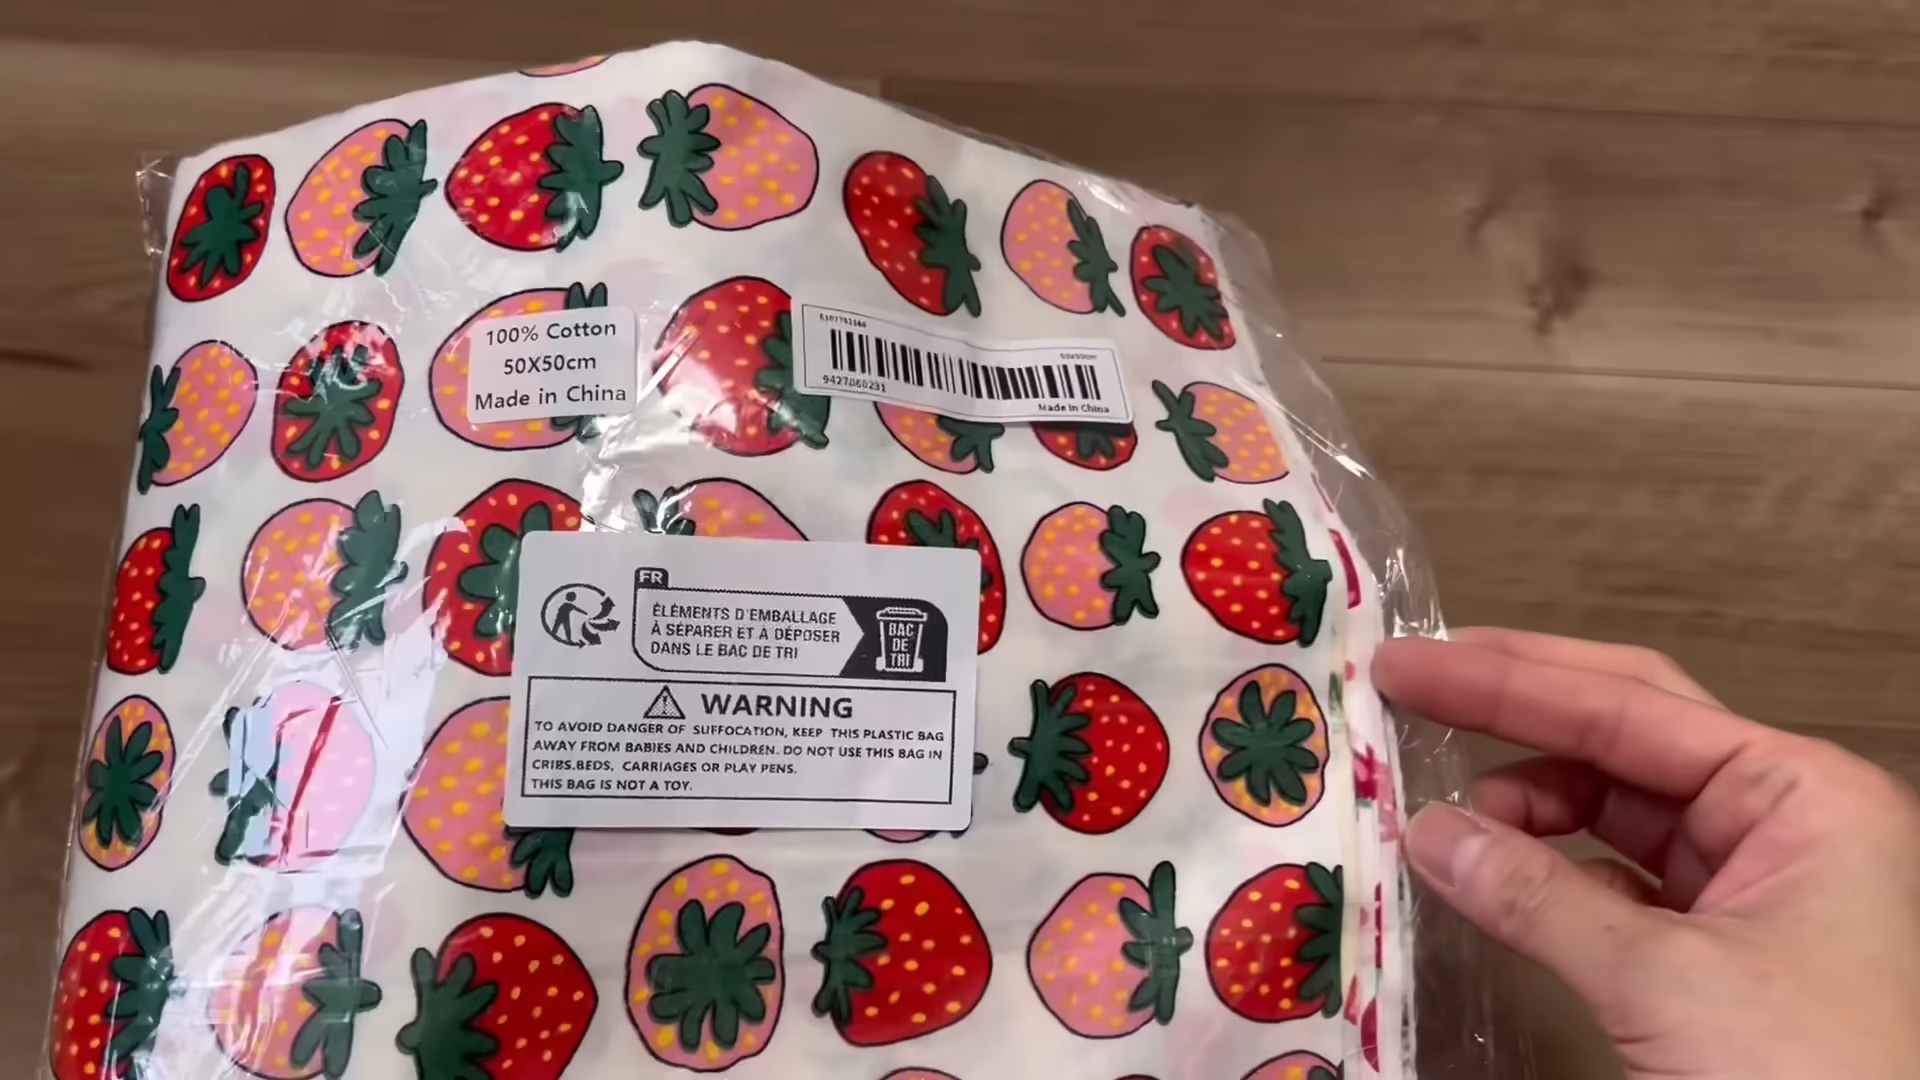 100% Cotton
50X50cm
Made in China
50x50cm
9427060231
Made in China
FR
ÉLÉMENTS D'EMBALLAGE
À SÉPARER ET À DÉPOSER
DANS LE BAC DE TRI
BAC
DE
TRI
WARNING
TO AVOID DANGER OF SUFFOCATION, KEEP THIS PLASTIC BAG
AWAY FROM BABIES AND CHILDREN. DO NOT USE THIS BAG IN
CRIBS.BEDS, CARRIAGES OR PLAY PENS.
THIS BAG IS NOT A TOY.